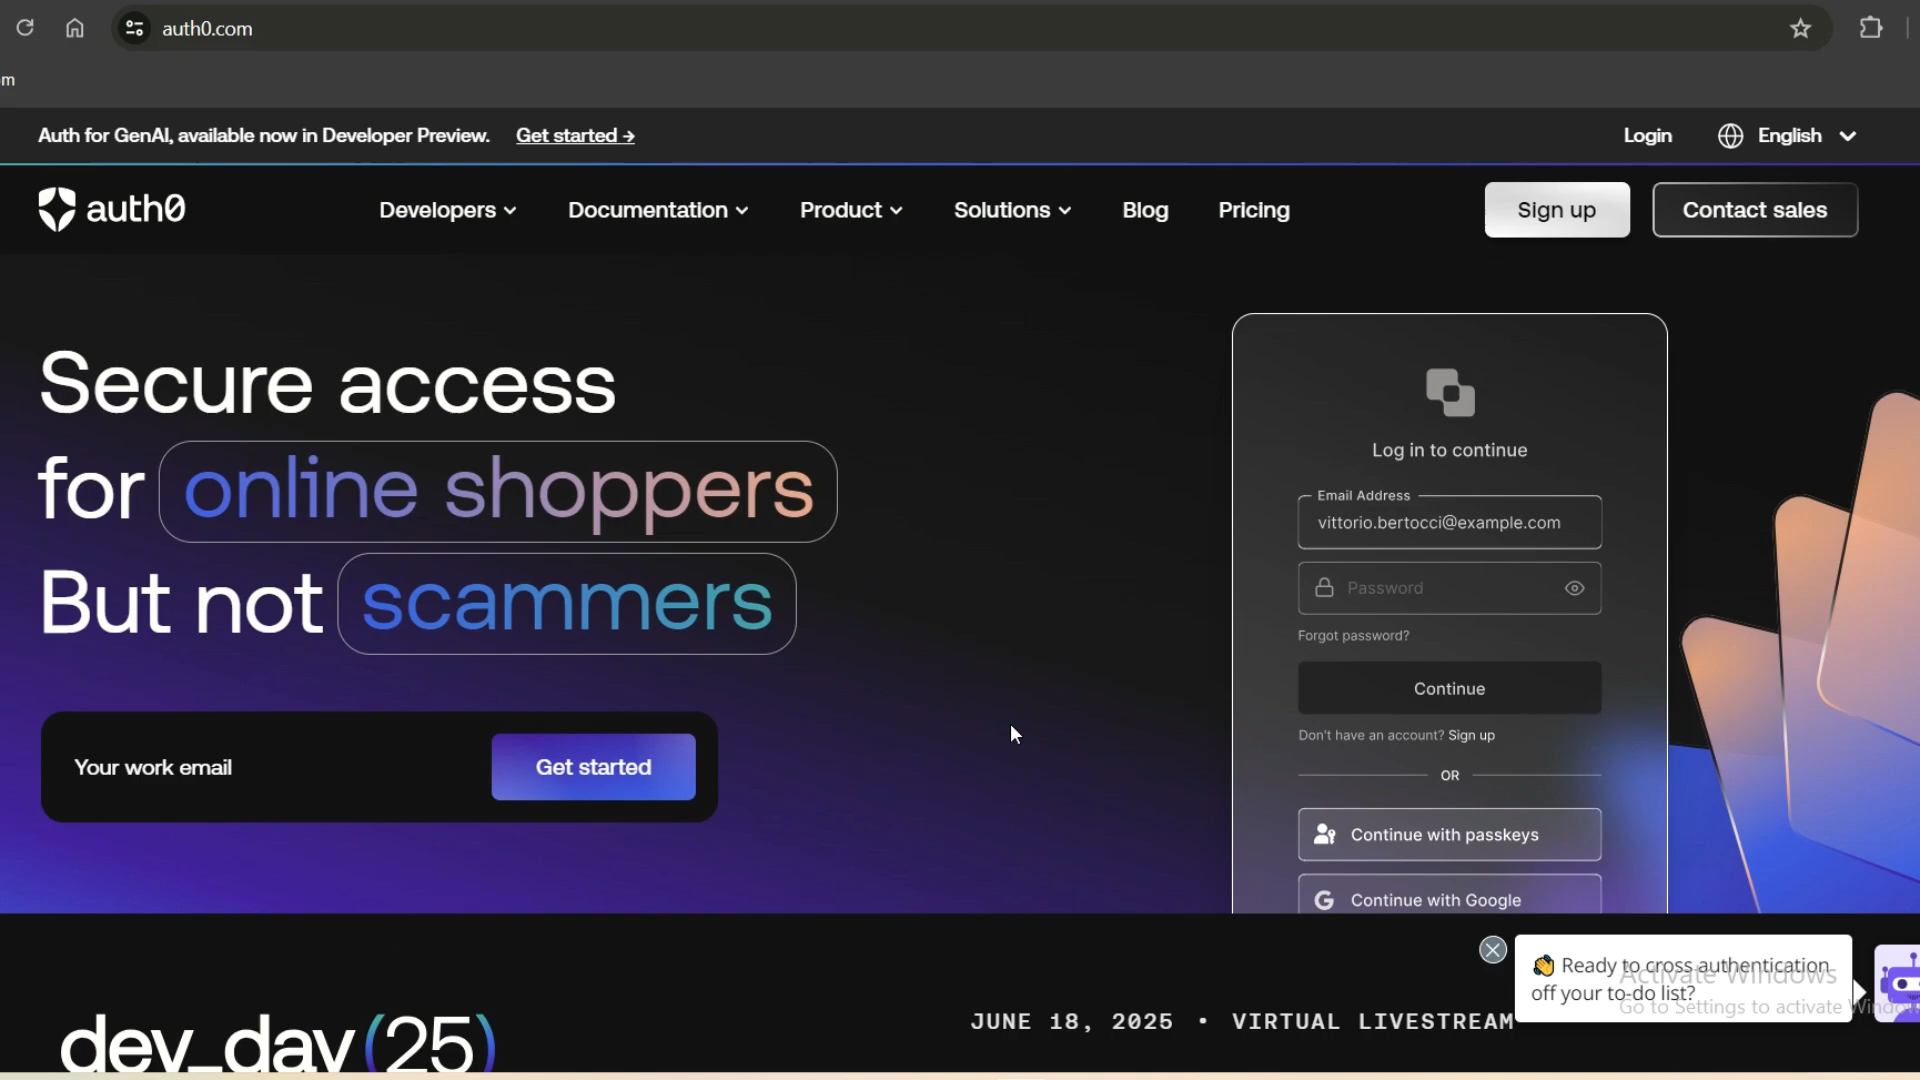 auth0.com
m
Auth for GenAI, available now in Developer Preview. Get started →
Login English
auth0
Developers Documentation Product Solutions Blog Pricing
Sign up Contact sales
Secure access
for online shoppers
But not scammers
Your work email Get started
Log in to continue
Email Address
vittorio.bertocci@example.com
Password
Forgot password?
Continue
Don't have an account? Sign up
OR
Continue with passkeys
Continue with Google
👋 Ready to cross authentication
off your to-do list?
Activate Windows
Go to Settings to activate Windows
dev_day(25)
JUNE 18, 2025 • VIRTUAL LIVESTREAM